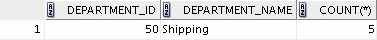 DEPARTMENT_ID DEPARTMENT_NAME COUNT(*)
1 50 Shipping 5